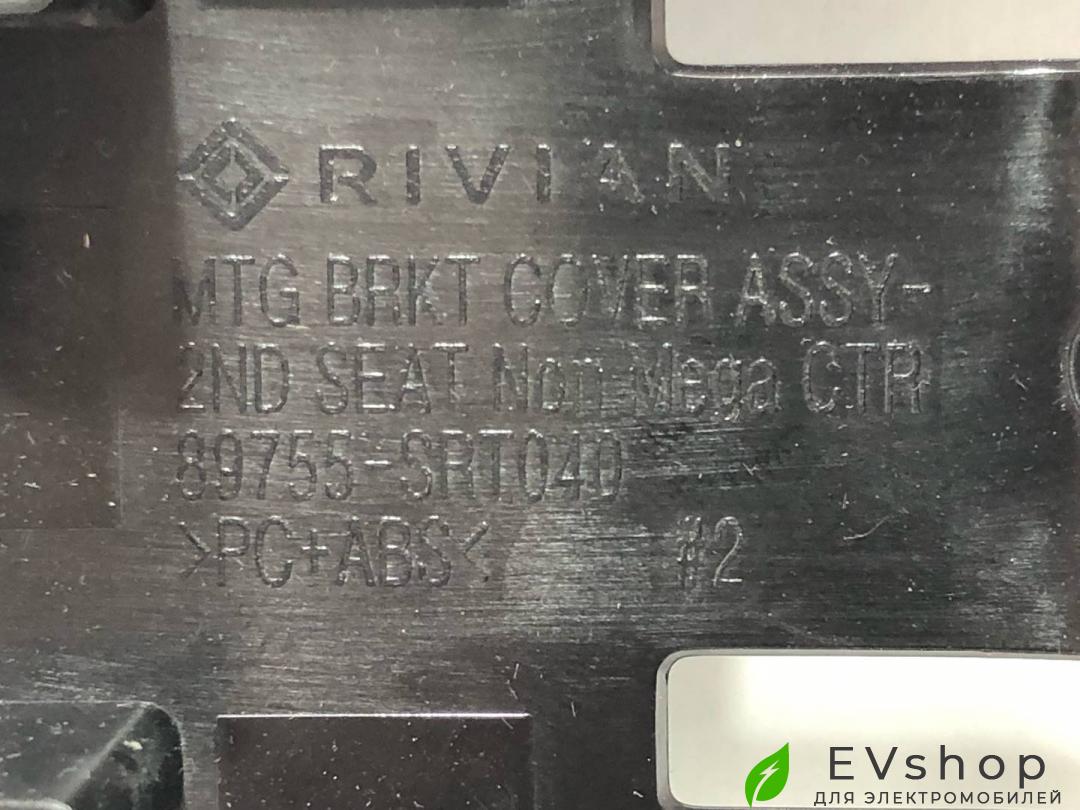 RIVIAN
MTG BRKT COVER ASSY-
2ND SEAT Non Mega CTR
89755-SRT040
>PC+ABS< #2
EVshop
ДЛЯ ЭЛЕКТРОМОБИЛЕЙ